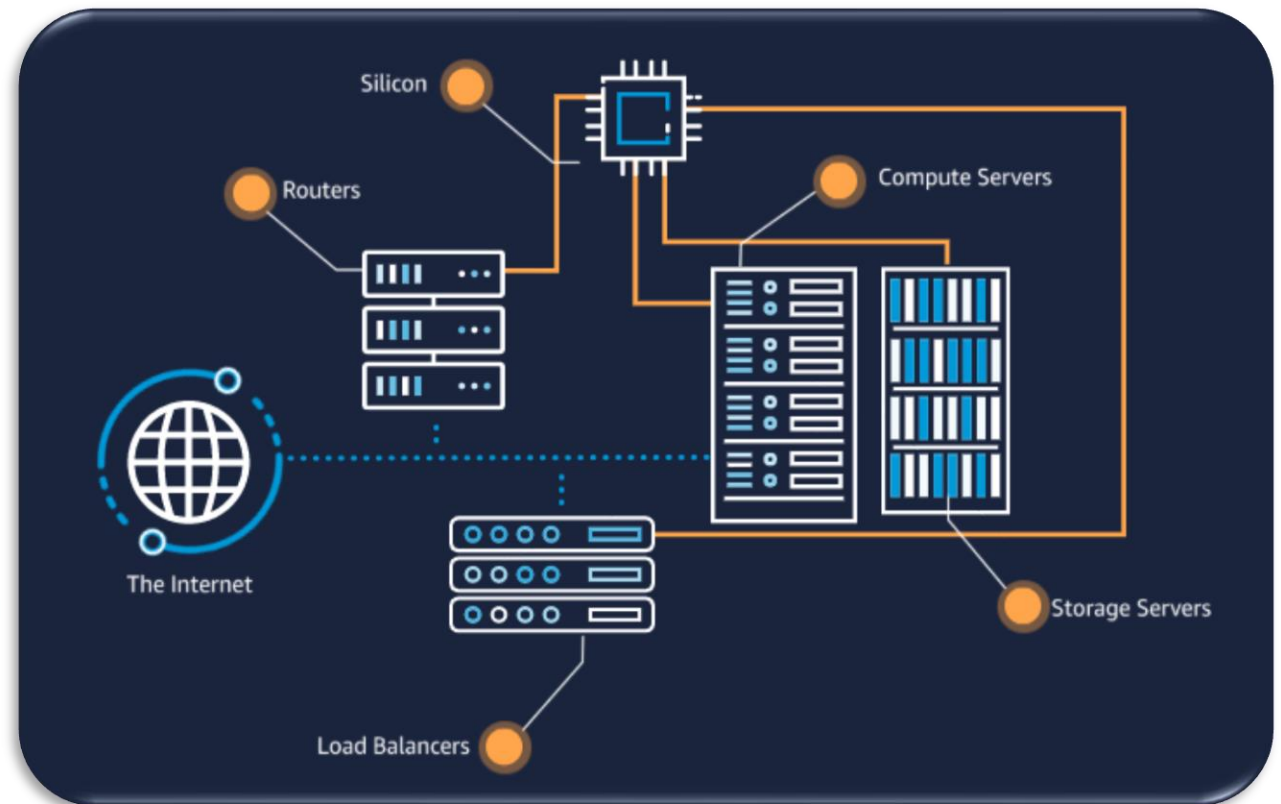 Silicon
Routers
Compute Servers
The Internet
Storage Servers
Load Balancers